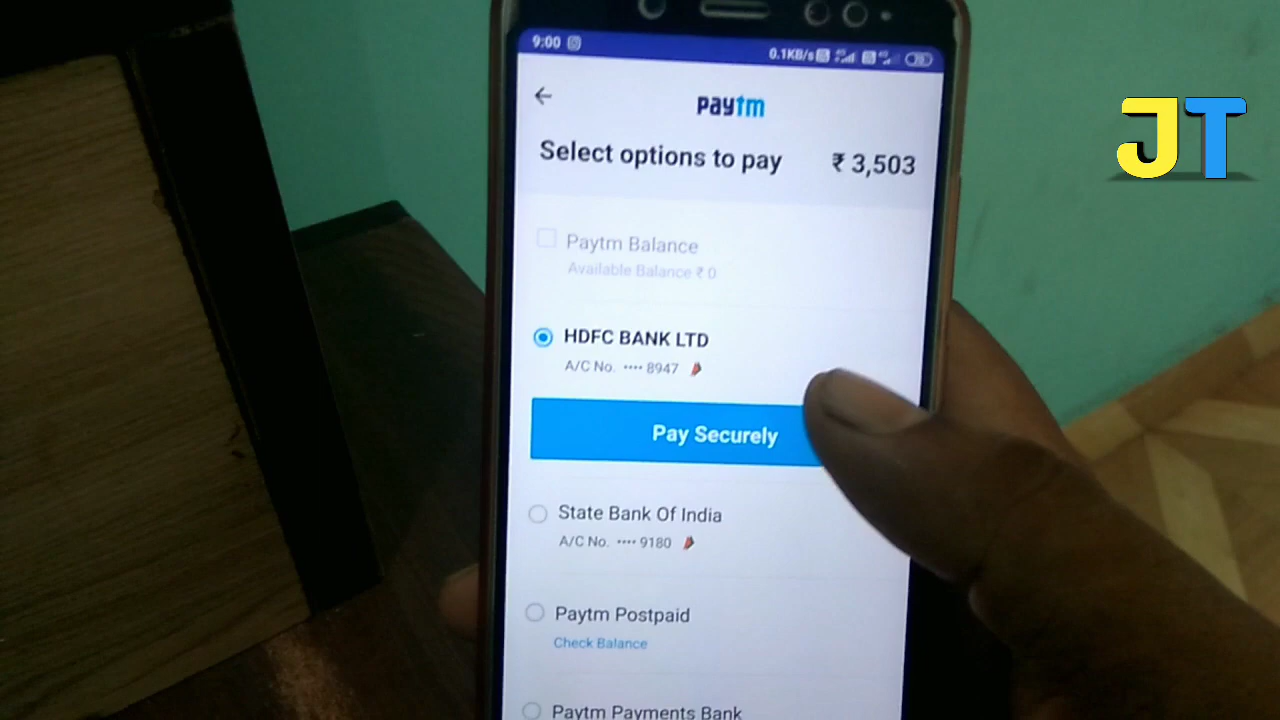 9:00
0.1KB/s
JT
paytm
Select options to pay ₹ 3,503
Paytm Balance
Available Balance ₹ 0
HDFC BANK LTD
A/C No. •••• 8947
Pay Securely
State Bank Of India
A/C No. •••• 9180
Paytm Postpaid
Check Balance
Paytm Payments Bank